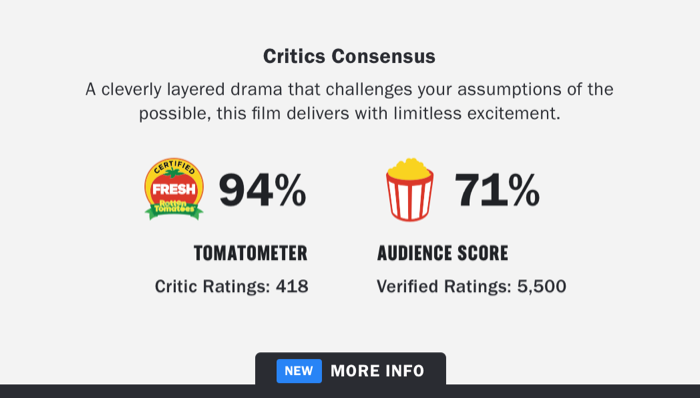 Critics Consensus
A cleverly layered drama that challenges your assumptions of the
possible, this film delivers with limitless excitement.
CERTIFIED
FRESH
Rotten
Tomatoes
94%
71%
TOMATOMETER
AUDIENCE SCORE
Critic Ratings: 418
Verified Ratings: 5,500
NEW MORE INFO